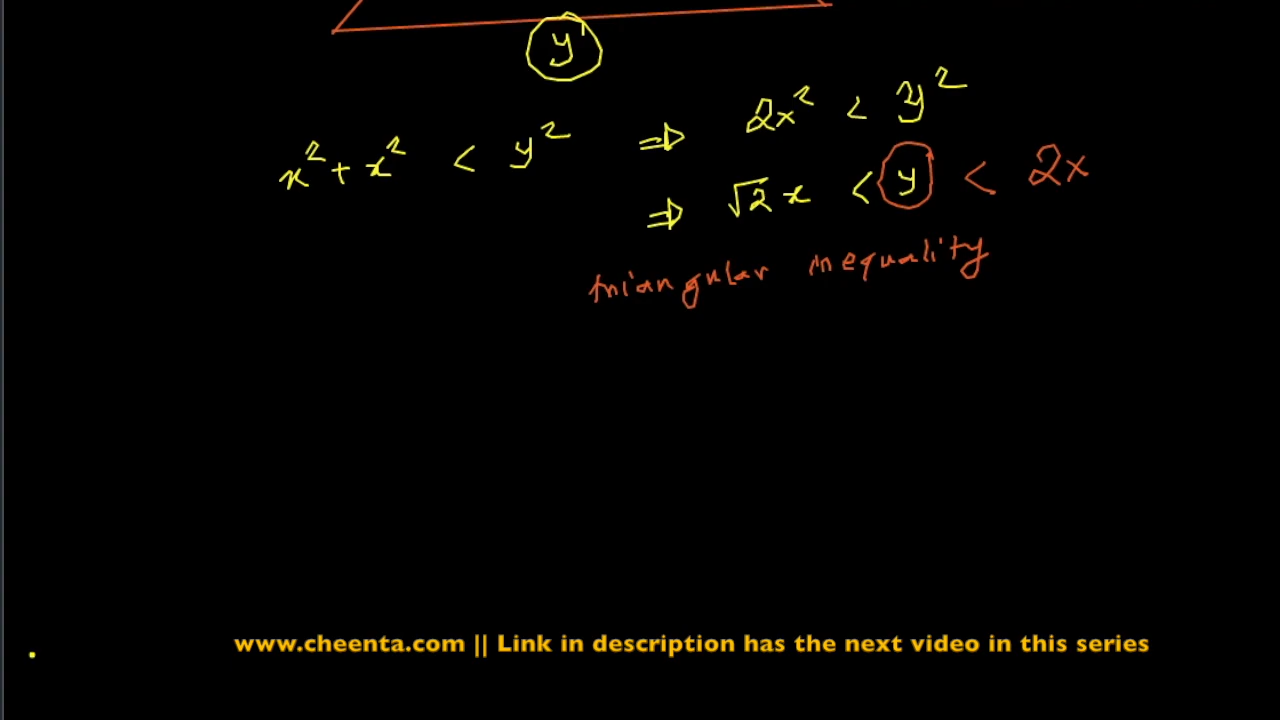 y
x² + x² < y² ⇒ 2x² < y²
⇒ √2 x < y < 2x
triangular inequality
www.cheenta.com || Link in description has the next video in this series